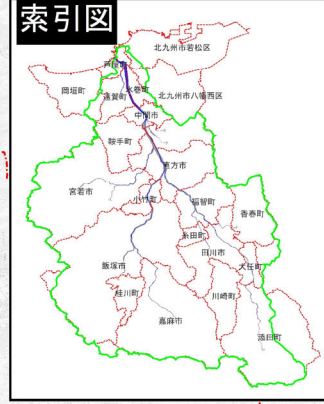 索引図
北九州市若松区
芦屋町
水巻町
岡垣町
遠賀町
北九州市八幡西区
中間市
鞍手町
直方市
宮若市
小竹町
福智町
香春町
糸田町
田川市
飯塚市
大任町
桂川町
川崎町
嘉麻市
添田町